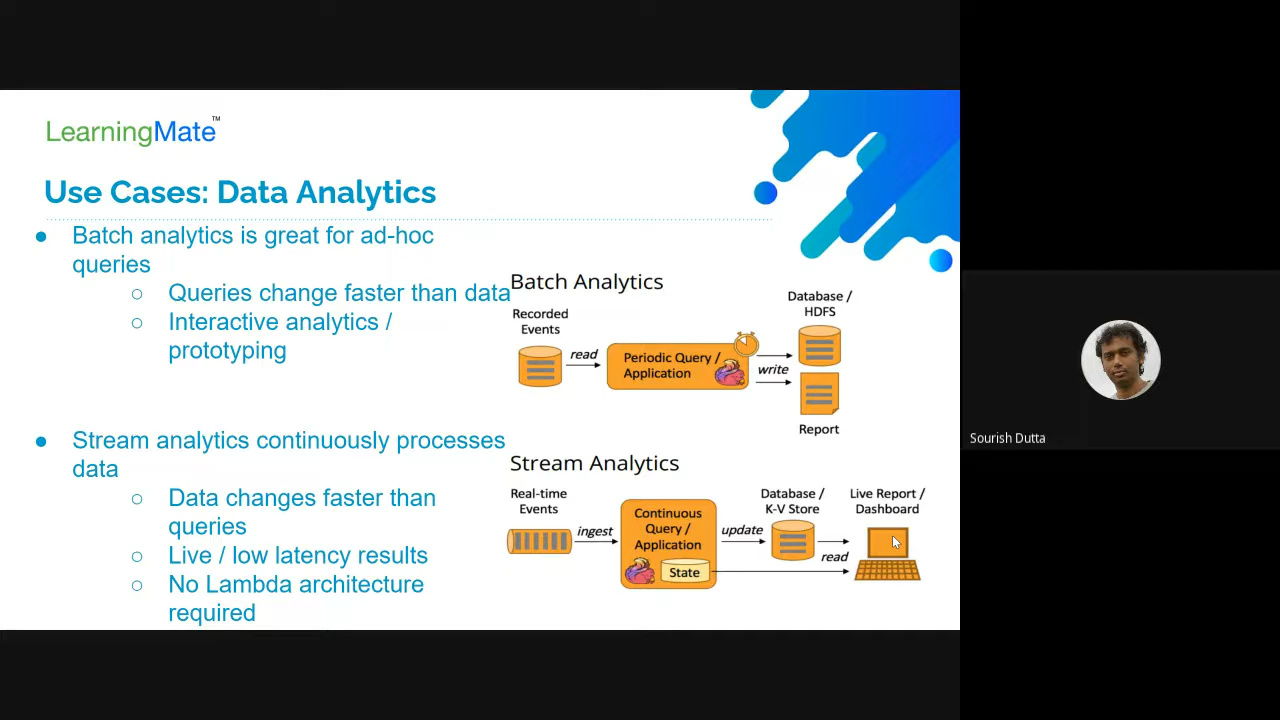 LearningMate™
Use Cases: Data Analytics
● Batch analytics is great for ad-hoc
queries
○ Queries change faster than data
○ Interactive analytics /
prototyping
● Stream analytics continuously processes
data
○ Data changes faster than
queries
○ Live / low latency results
○ No Lambda architecture
required
Batch Analytics
Recorded
Events
read
Periodic Query /
Application
write
Database /
HDFS
Report
Stream Analytics
Real-time
Events
ingest
Continuous
Query /
Application
State
update
Database /
K-V Store
read
Live Report /
Dashboard
Sourish Dutta